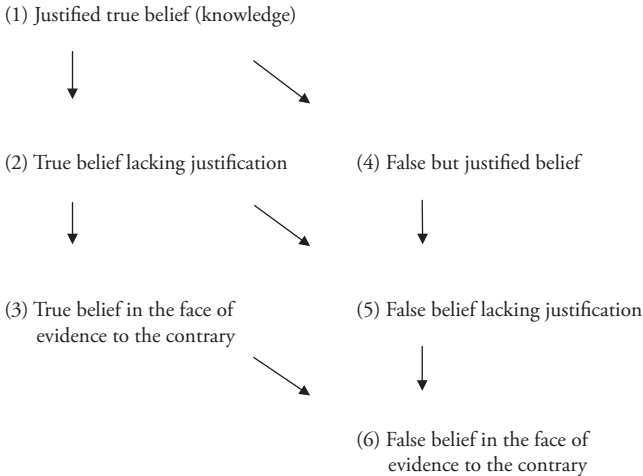 (1) Justified true belief (knowledge)
(2) True belief lacking justification
(4) False but justified belief
(3) True belief in the face of
evidence to the contrary
(5) False belief lacking justification
(6) False belief in the face of
evidence to the contrary